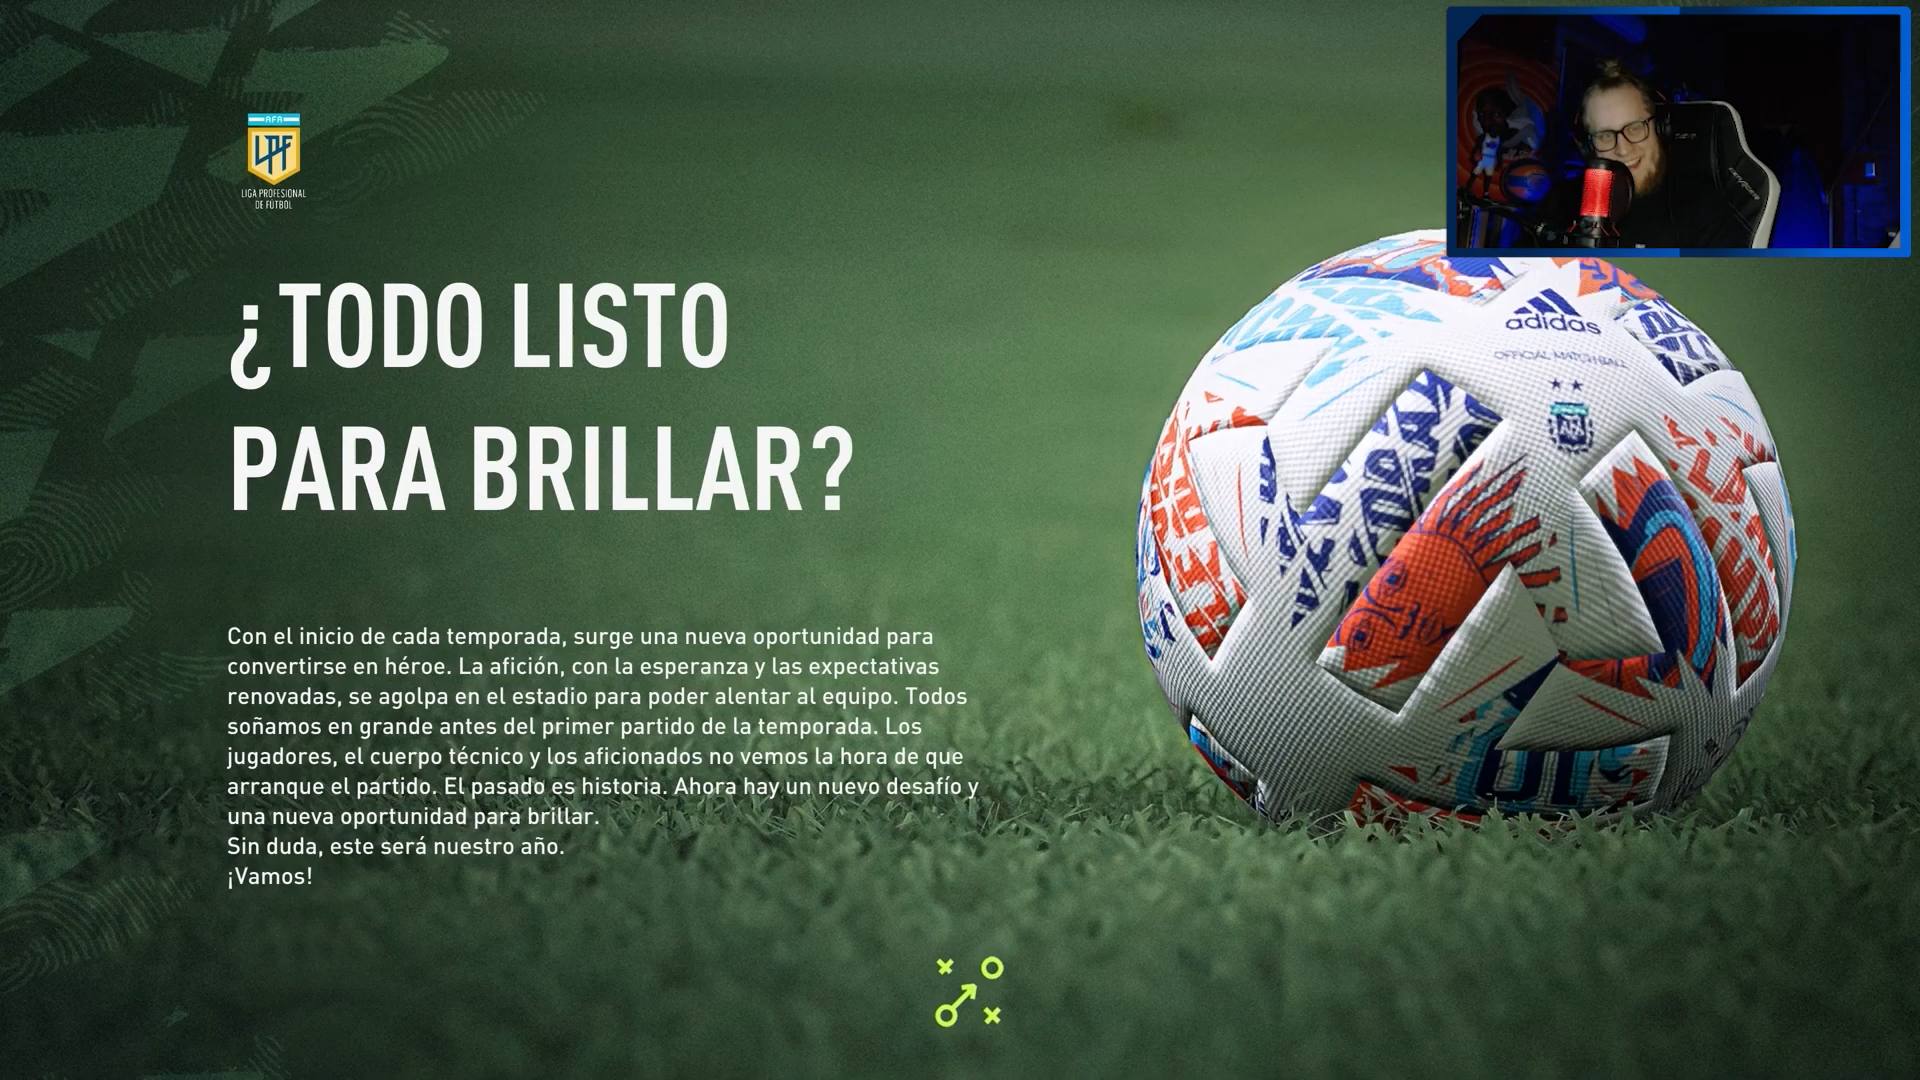 AFA
LPF
LIGA PROFESIONAL
DE FÚTBOL
¿TODO LISTO
PARA BRILLAR?
Con el inicio de cada temporada, surge una nueva oportunidad para
convertirse en héroe. La afición, con la esperanza y las expectativas
renovadas, se agolpa en el estadio para poder alentar al equipo. Todos
soñamos en grande antes del primer partido de la temporada. Los
jugadores, el cuerpo técnico y los aficionados no vemos la hora de que
arranque el partido. El pasado es historia. Ahora hay un nuevo desafío y
una nueva oportunidad para brillar.
Sin duda, este será nuestro año.
¡Vamos!
adidas
OFFICIAL MATCH BALL
AFA
10